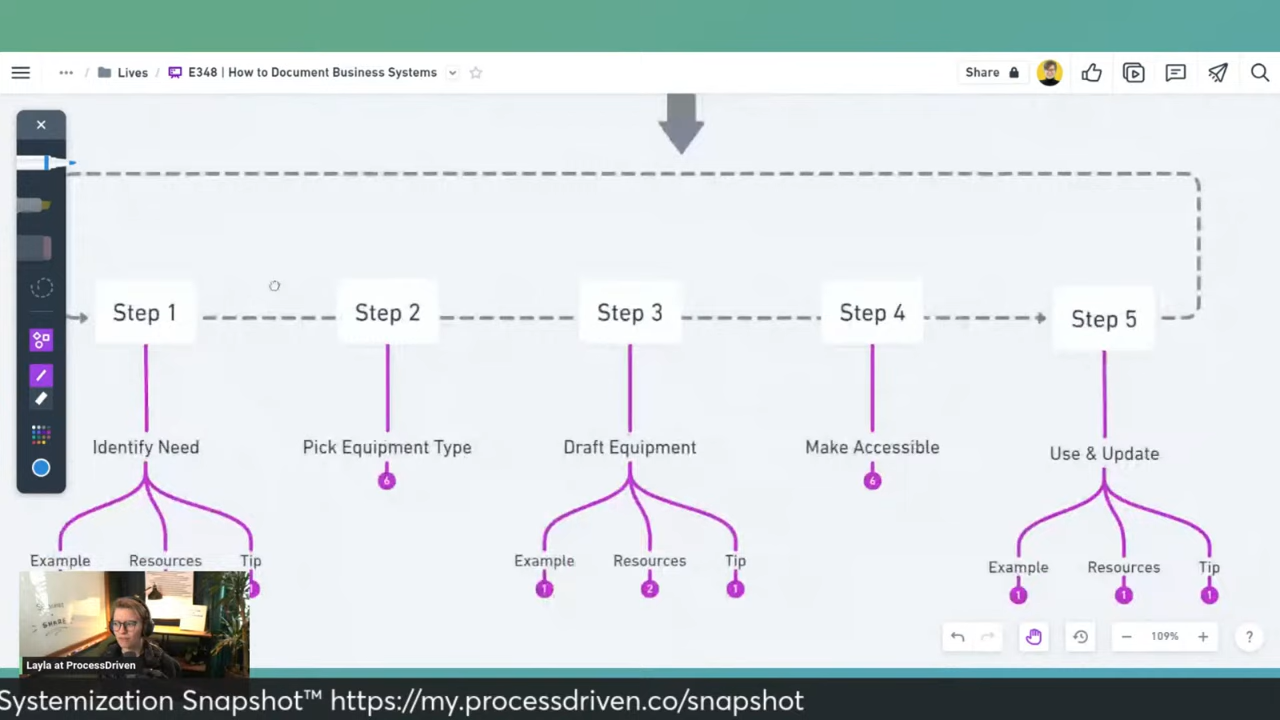 Lives / E348 | How to Document Business Systems
Share
Step 1
Step 2
Step 3
Step 4
Step 5
Identify Need
Pick Equipment Type
Draft Equipment
Make Accessible
Use & Update
6
6
Example
Resources
Tip
Example
Resources
Tip
Example
Resources
Tip
1
2
1
1
1
1
SHARE
109%
?
Layla at ProcessDriven
Systemization Snapshot™ https://my.processdriven.co/snapshot